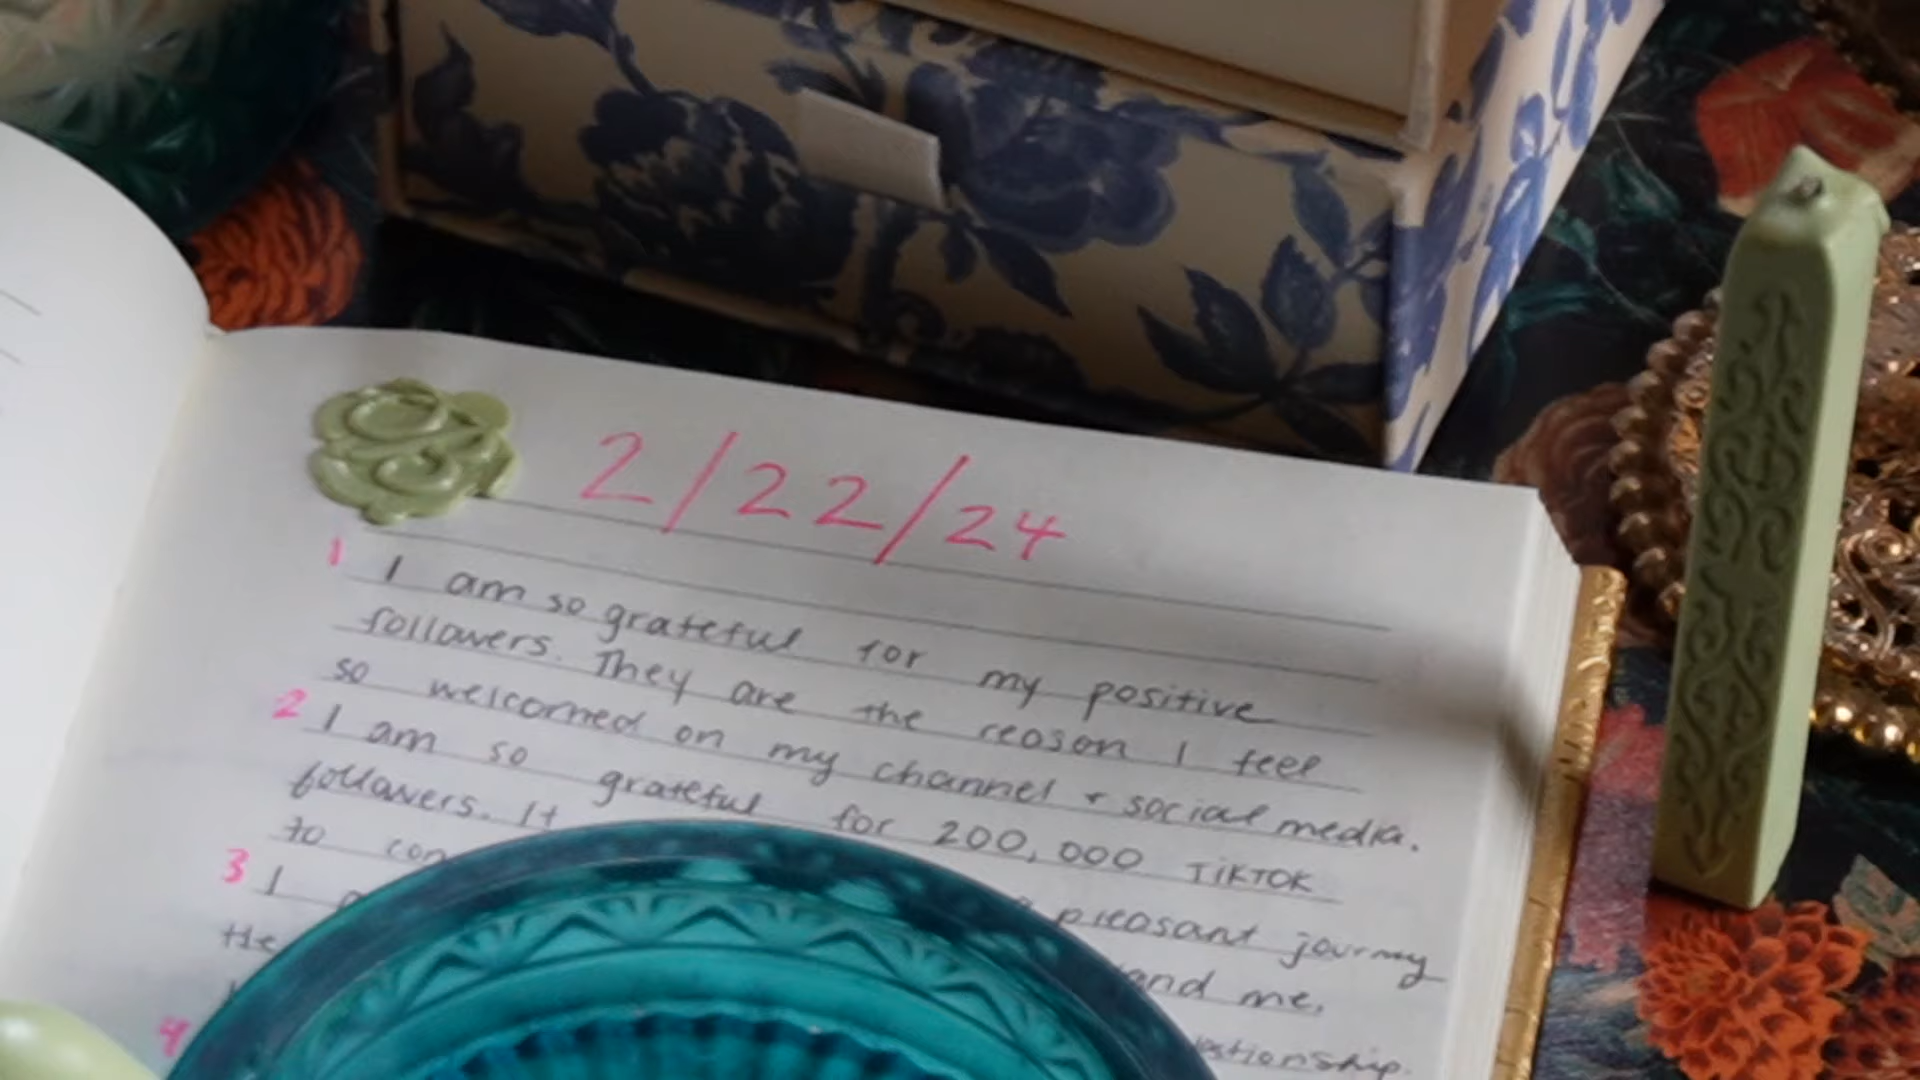 2/22/24
1 I am so grateful for my positive
followers. They are the reason I feel
so welcomed on my channel + social media.
2 I am so grateful for 200,000 TikTOK
followers. It pleasant journey
to
3 I and me,
the
4